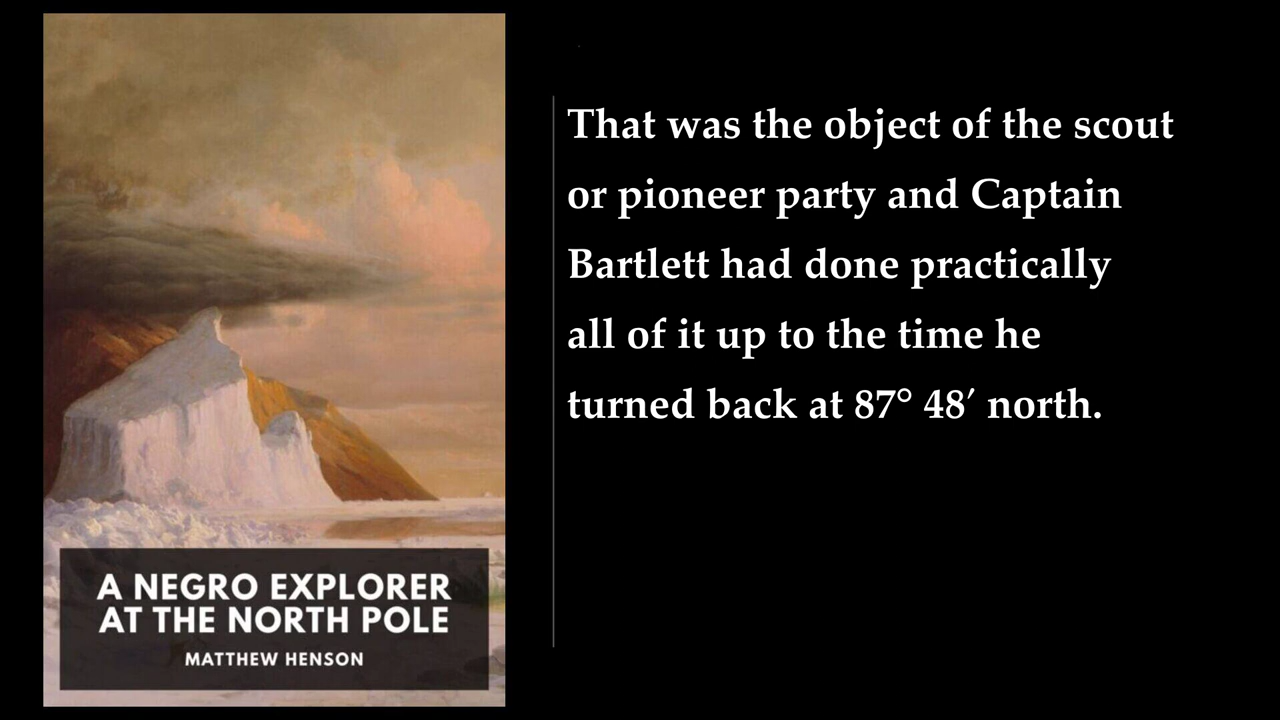 That was the object of the scout
or pioneer party and Captain
Bartlett had done practically
all of it up to the time he
turned back at 87° 48′ north.
A NEGRO EXPLORER
AT THE NORTH POLE
MATTHEW HENSON